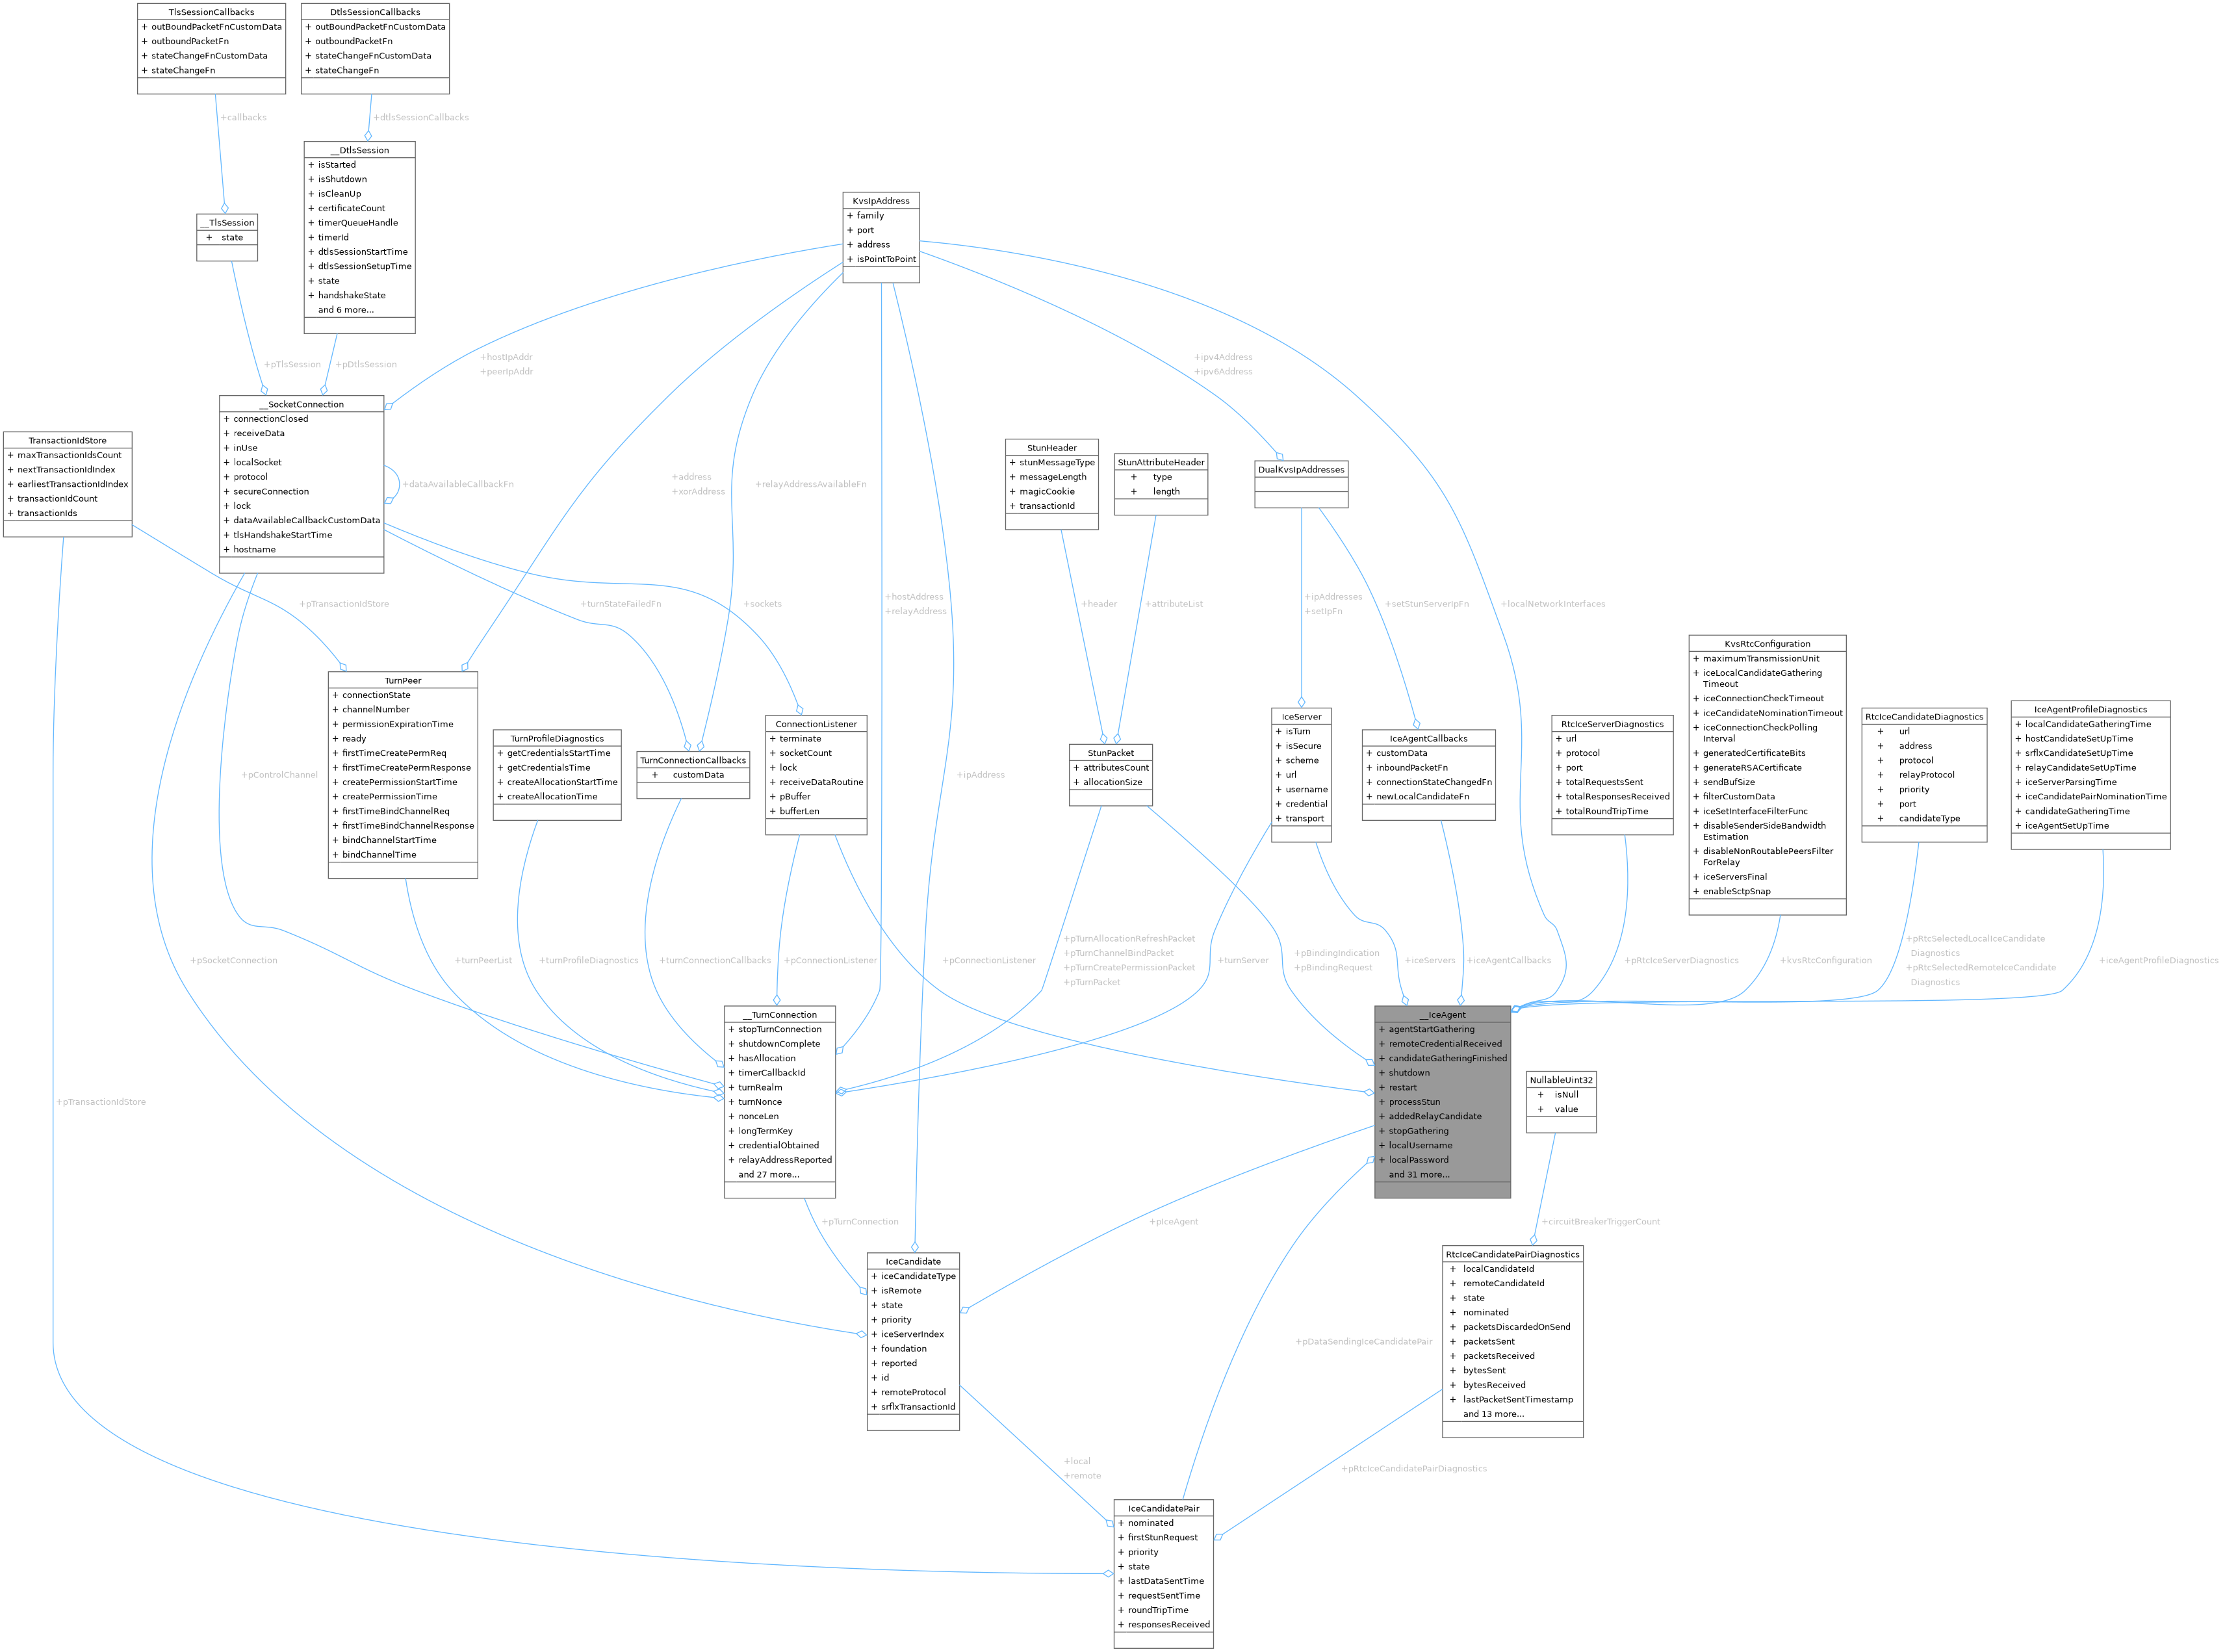 TlsSessionCallbacks
+ outBoundPacketFnCustomData
+ outboundPacketFn
+ stateChangeFnCustomData
+ stateChangeFn
DtlsSessionCallbacks
+ outBoundPacketFnCustomData
+ outboundPacketFn
+ stateChangeFnCustomData
+ stateChangeFn
+callbacks
+dtlsSessionCallbacks
__DtlsSession
+ isStarted
+ isShutdown
+ isCleanUp
+ certificateCount
+ timerQueueHandle
+ timerId
+ dtlsSessionStartTime
+ dtlsSessionSetupTime
+ state
+ handshakeState
and 6 more...
__TlsSession
+ state
KvsIpAddress
+ family
+ port
+ address
+ isPointToPoint
+pTlsSession
+pDtlsSession
+hostIpAddr
+peerIpAddr
+ipv4Address
+ipv6Address
__SocketConnection
+ connectionClosed
+ receiveData
+ inUse
+ localSocket
+ protocol
+ secureConnection
+ lock
+ dataAvailableCallbackCustomData
+ tlsHandshakeStartTime
+ hostname
+dataAvailableCallbackFn
TransactionIdStore
+ maxTransactionIdsCount
+ nextTransactionIdIndex
+ earliestTransactionIdIndex
+ transactionIdCount
+ transactionIds
+address
+xorAddress
+relayAddressAvailableFn
StunHeader
+ stunMessageType
+ messageLength
+ magicCookie
+ transactionId
StunAttributeHeader
+ type
+ length
DualKvsIpAddresses
+pTransactionIdStore
+turnStateFailedFn
+sockets
+hostAddress
+relayAddress
+header
+attributeList
+ipAddresses
+setIpFn
+setStunServerIpFn
+localNetworkInterfaces
TurnPeer
+ connectionState
+ channelNumber
+ permissionExpirationTime
+ ready
+ firstTimeCreatePermReq
+ firstTimeCreatePermResponse
+ createPermissionStartTime
+ createPermissionTime
+ firstTimeBindChannelReq
+ firstTimeBindChannelResponse
+ bindChannelStartTime
+ bindChannelTime
TurnProfileDiagnostics
+ getCredentialsStartTime
+ getCredentialsTime
+ createAllocationStartTime
+ createAllocationTime
TurnConnectionCallbacks
+ customData
ConnectionListener
+ terminate
+ socketCount
+ lock
+ receiveDataRoutine
+ pBuffer
+ bufferLen
StunPacket
+ attributesCount
+ allocationSize
IceServer
+ isTurn
+ isSecure
+ scheme
+ url
+ username
+ credential
+ transport
IceAgentCallbacks
+ customData
+ inboundPacketFn
+ connectionStateChangedFn
+ newLocalCandidateFn
RtcIceServerDiagnostics
+ url
+ protocol
+ port
+ totalRequestsSent
+ totalResponsesReceived
+ totalRoundTripTime
KvsRtcConfiguration
+ maximumTransmissionUnit
+ iceLocalCandidateGathering
Timeout
+ iceConnectionCheckTimeout
+ iceCandidateNominationTimeout
+ iceConnectionCheckPolling
Interval
+ generatedCertificateBits
+ generateRSACertificate
+ sendBufSize
+ filterCustomData
+ iceSetInterfaceFilterFunc
+ disableSenderSideBandwidth
Estimation
+ disableNonRoutablePeersFilter
ForRelay
+ iceServersFinal
+ enableSctpSnap
RtcIceCandidateDiagnostics
+ url
+ address
+ protocol
+ relayProtocol
+ priority
+ port
+ candidateType
IceAgentProfileDiagnostics
+ localCandidateGatheringTime
+ hostCandidateSetUpTime
+ srflxCandidateSetUpTime
+ relayCandidateSetUpTime
+ iceServerParsingTime
+ iceCandidatePairNominationTime
+ candidateGatheringTime
+ iceAgentSetUpTime
+pControlChannel
+ipAddress
+pSocketConnection
+turnPeerList
+turnProfileDiagnostics
+turnConnectionCallbacks
+pConnectionListener
+pConnectionListener
+pTurnAllocationRefreshPacket
+pTurnChannelBindPacket
+pTurnCreatePermissionPacket
+pTurnPacket
+turnServer
+pBindingIndication
+pBindingRequest
+iceServers
+iceAgentCallbacks
+pRtcIceServerDiagnostics
+kvsRtcConfiguration
+pRtcSelectedLocalIceCandidate
Diagnostics
+pRtcSelectedRemoteIceCandidate
Diagnostics
+iceAgentProfileDiagnostics
__TurnConnection
+ stopTurnConnection
+ shutdownComplete
+ hasAllocation
+ timerCallbackId
+ turnRealm
+ turnNonce
+ nonceLen
+ longTermKey
+ credentialObtained
+ relayAddressReported
and 27 more...
__IceAgent
+ agentStartGathering
+ remoteCredentialReceived
+ candidateGatheringFinished
+ shutdown
+ restart
+ processStun
+ addedRelayCandidate
+ stopGathering
+ localUsername
+ localPassword
and 31 more...
NullableUint32
+ isNull
+ value
+pTransactionIdStore
+pTurnConnection
+pIceAgent
+circuitBreakerTriggerCount
IceCandidate
+ iceCandidateType
+ isRemote
+ state
+ priority
+ iceServerIndex
+ foundation
+ reported
+ id
+ remoteProtocol
+ srflxTransactionId
+pDataSendingIceCandidatePair
RtcIceCandidatePairDiagnostics
+ localCandidateId
+ remoteCandidateId
+ state
+ nominated
+ packetsDiscardedOnSend
+ packetsSent
+ packetsReceived
+ bytesSent
+ bytesReceived
+ lastPacketSentTimestamp
and 13 more...
+local
+remote
+pRtcIceCandidatePairDiagnostics
IceCandidatePair
+ nominated
+ firstStunRequest
+ priority
+ state
+ lastDataSentTime
+ requestSentTime
+ roundTripTime
+ responsesReceived